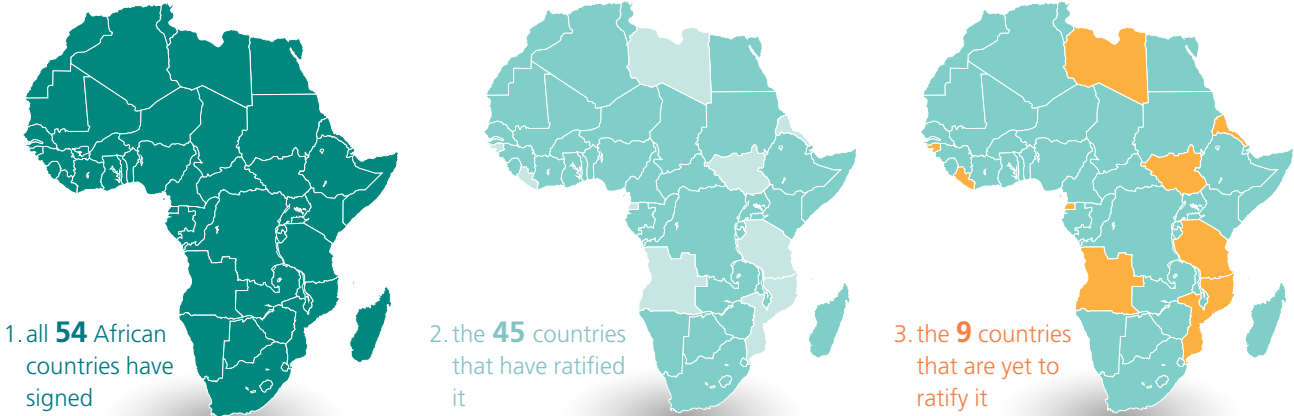 1. all 54 African
countries have
signed
2. the 45 countries
that have ratified
it
3. the 9 countries
that are yet to
ratify it